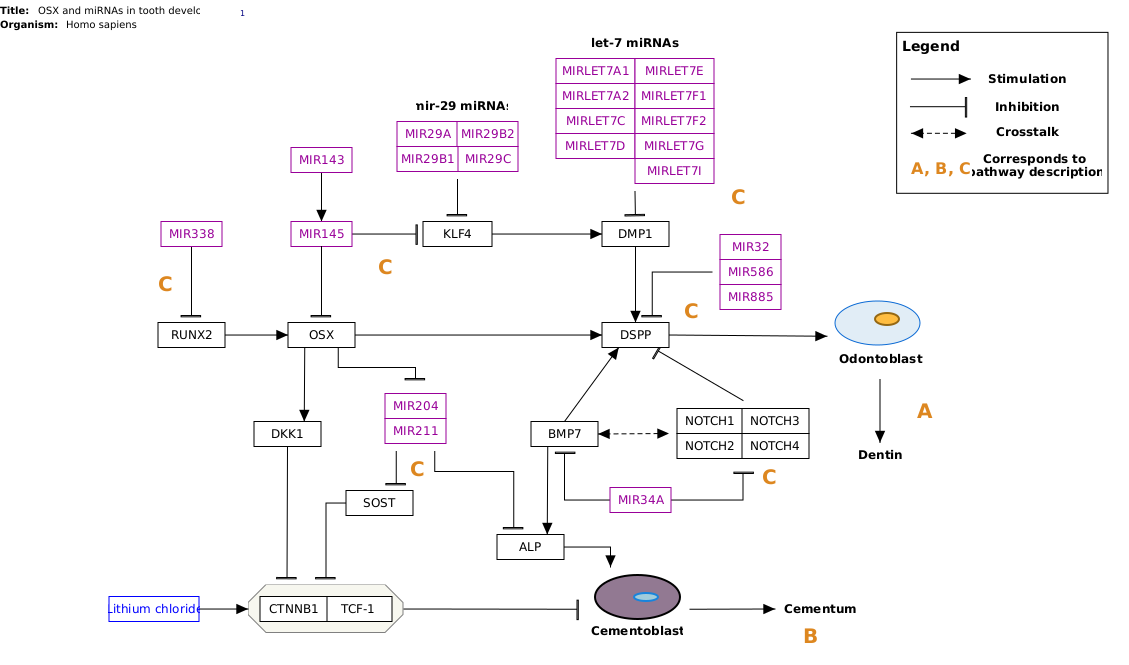 Title: OSX and miRNAs in tooth develo
1
Organism: Homo sapiens
let-7 miRNAs
MIRLET7A1 MIRLET7E
MIRLET7A2 MIRLET7F1
MIRLET7C MIRLET7F2
MIRLET7D MIRLET7G
MIRLET7I
mir-29 miRNAs
MIR29A MIR29B2
MIR29B1 MIR29C
Legend
Stimulation
Inhibition
Crosstalk
A, B, C
Corresponds to
pathway description
MIR143
C
MIR338
MIR145
KLF4
DMP1
MIR32
MIR586
MIR885
C
C
C
RUNX2
OSX
DSPP
Odontoblast
A
Dentin
DKK1
MIR204
MIR211
BMP7
NOTCH1 NOTCH3
NOTCH2 NOTCH4
C
C
SOST
MIR34A
ALP
Lithium chloride
CTNNB1 TCF-1
Cementoblast
Cementum
B